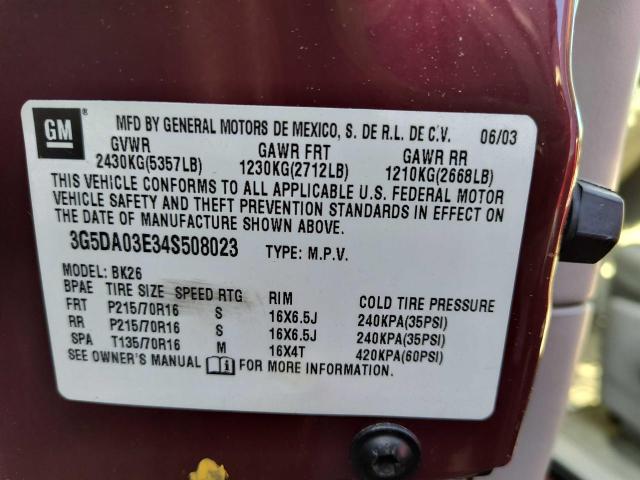 GM ®
MFD BY GENERAL MOTORS DE MEXICO, S. DE R.L. DE C.V. 06/03
GVWR GAWR FRT GAWR RR
2430KG(5357LB) 1230KG(2712LB) 1210KG(2668LB)
THIS VEHICLE CONFORMS TO ALL APPLICABLE U.S. FEDERAL MOTOR
VEHICLE SAFETY AND THEFT PREVENTION STANDARDS IN EFFECT ON
THE DATE OF MANUFACTURE SHOWN ABOVE.
3G5DA03E34S508023 TYPE: M.P.V.
MODEL: BK26
BPAE TIRE SIZE SPEED RTG RIM COLD TIRE PRESSURE
FRT P215/70R16 S 16X6.5J 240KPA(35PSI)
RR P215/70R16 S 16X6.5J 240KPA(35PSI)
SPA T135/70R16 M 16X4T 420KPA(60PSI)
SEE OWNER'S MANUAL i FOR MORE INFORMATION.